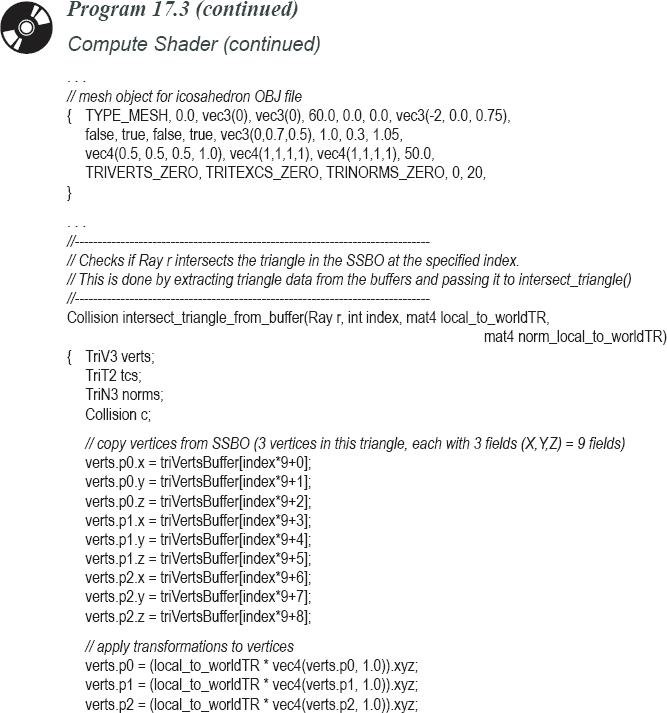 Program 17.3 (continued)
Compute Shader (continued)
. . .
// mesh object for icosahedron OBJ file
{ TYPE_MESH, 0.0, vec3(0), vec3(0), 60.0, 0.0, 0.0, vec3(-2, 0.0, 0.75),
false, true, false, true, vec3(0,0.7,0.5), 1.0, 0.3, 1.05,
vec4(0.5, 0.5, 0.5, 1.0), vec4(1,1,1,1), vec4(1,1,1,1), 50.0,
TRIVERTS_ZERO, TRITEXCS_ZERO, TRINORMS_ZERO, 0, 20,
}
. . .
//------------------------------------------------------------------------------
// Checks if Ray r intersects the triangle in the SSBO at the specified index.
// This is done by extracting triangle data from the buffers and passing it to intersect_triangle()
//------------------------------------------------------------------------------
Collision intersect_triangle_from_buffer(Ray r, int index, mat4 local_to_worldTR,
mat4 norm_local_to_worldTR)
{ TriV3 verts;
TriT2 tcs;
TriN3 norms;
Collision c;
// copy vertices from SSBO (3 vertices in this triangle, each with 3 fields (X,Y,Z) = 9 fields)
verts.p0.x = triVertsBuffer[index*9+0];
verts.p0.y = triVertsBuffer[index*9+1];
verts.p0.z = triVertsBuffer[index*9+2];
verts.p1.x = triVertsBuffer[index*9+3];
verts.p1.y = triVertsBuffer[index*9+4];
verts.p1.z = triVertsBuffer[index*9+5];
verts.p2.x = triVertsBuffer[index*9+6];
verts.p2.y = triVertsBuffer[index*9+7];
verts.p2.z = triVertsBuffer[index*9+8];
// apply transformations to vertices
verts.p0 = (local_to_worldTR * vec4(verts.p0, 1.0)).xyz;
verts.p1 = (local_to_worldTR * vec4(verts.p1, 1.0)).xyz;
verts.p2 = (local_to_worldTR * vec4(verts.p2, 1.0)).xyz;